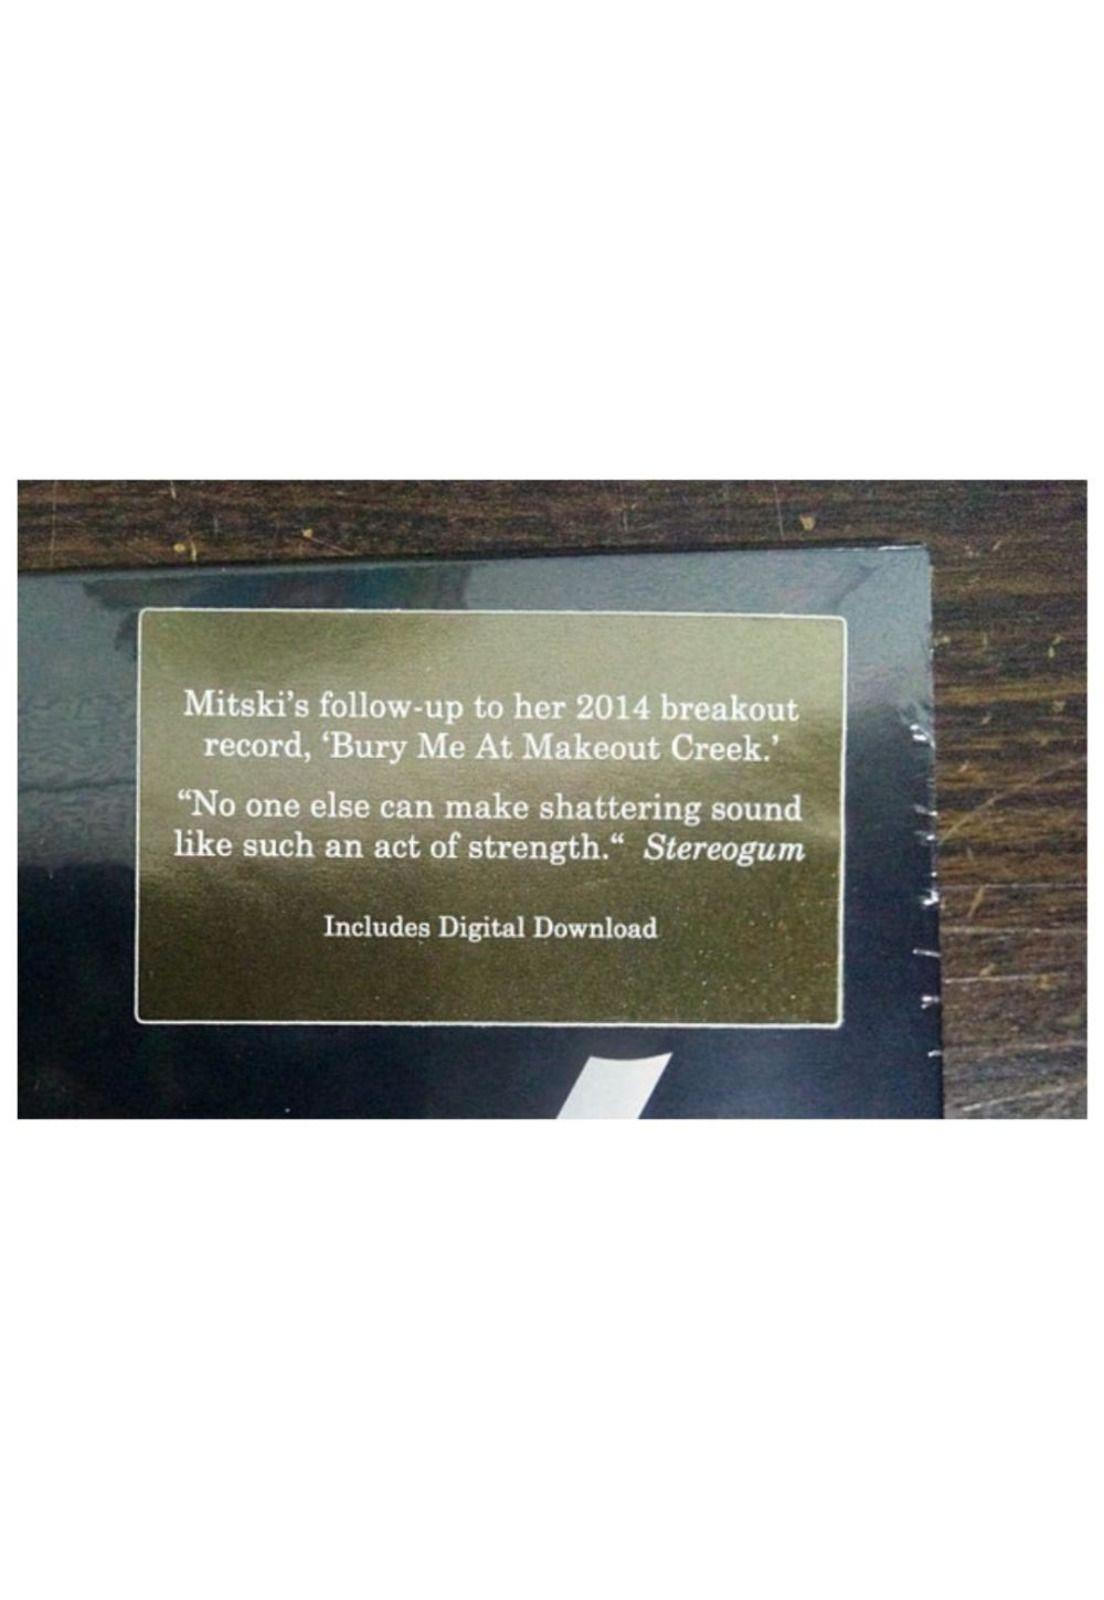 Mitski’s follow-up to her 2014 breakout
record, ‘Bury Me At Makeout Creek.’
“No one else can make shattering sound
like such an act of strength.“ Stereogum
Includes Digital Download